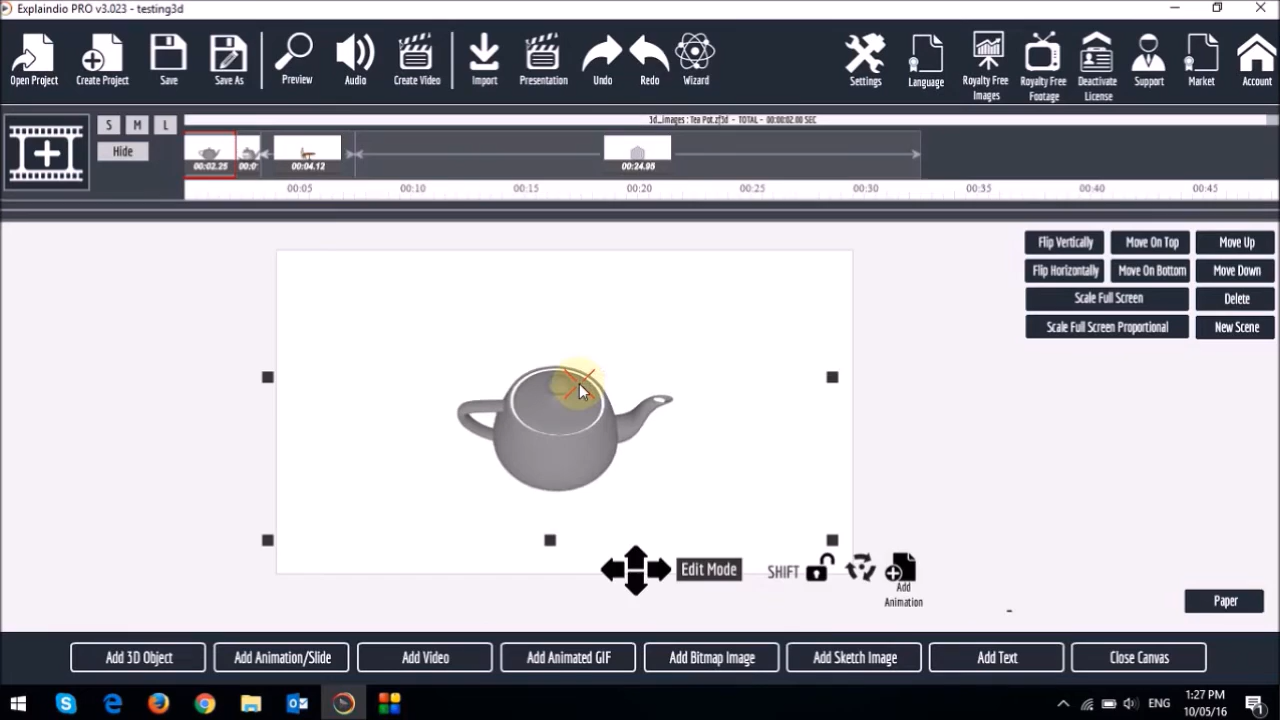 Explaindio PRO v3.023 - testing3d
Open Project
Create Project
Save
Save As
Preview
Audio
Create Video
Import
Presentation
Undo
Redo
Wizard
Settings
Language
Royalty Free
Images
Royalty Free
Footage
Deactivate
License
Support
Market
Account
S M L
Hide
3d_images : Tea Pot.zf3d - TOTAL - 00:00:02.00 SEC
00:02.25
00:0
00:04.12
00:24.95
00:05 00:10 00:15 00:20 00:25 00:30 00:35 00:40 00:45
Flip Vertically Move On Top Move Up
Flip Horizontally Move On Bottom Move Down
Scale Full Screen Delete
Scale Full Screen Proportional New Scene
Edit Mode
SHIFT
Add
Animation
Paper
Add 3D Object Add Animation/Slide Add Video Add Animated GIF Add Bitmap Image Add Sketch Image Add Text Close Canvas
ENG
1:27 PM
10/05/16
1